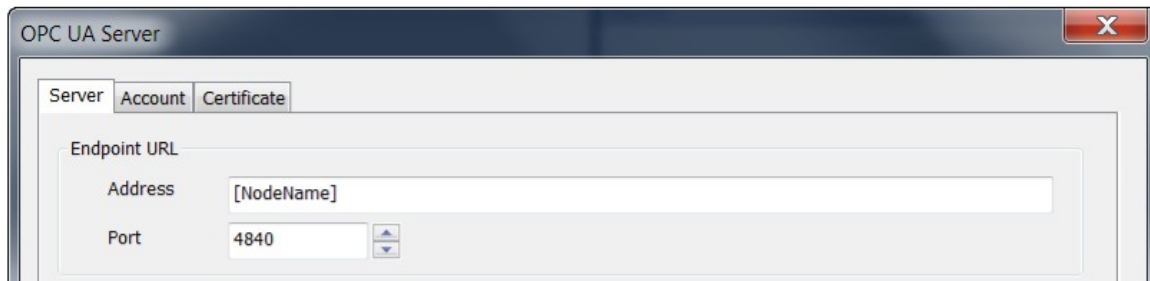 OPC UA Server
X
Server Account Certificate
Endpoint URL
Address [NodeName]
Port 4840